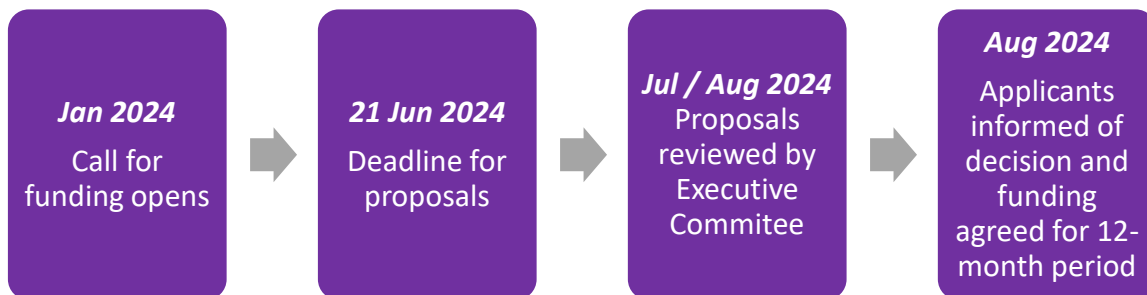 Jan 2024
Call for
funding opens
21 Jun 2024
Deadline for
proposals
Jul / Aug 2024
Proposals
reviewed by
Executive
Commitee
Aug 2024
Applicants
informed of
decision and
funding
agreed for 12-
month period